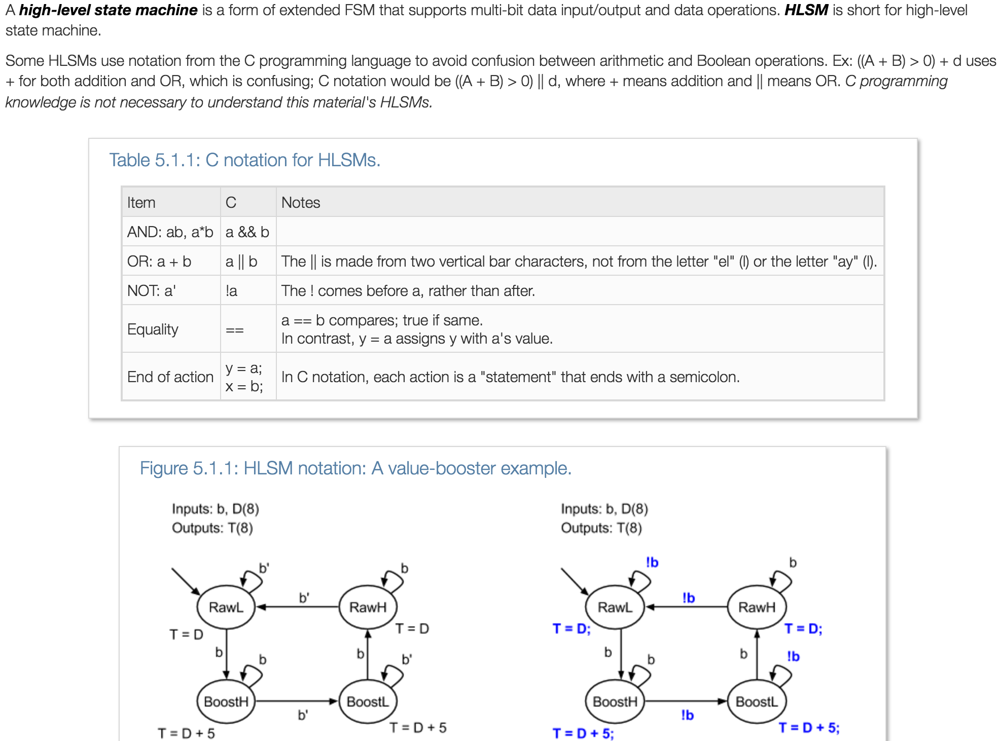 A high-level state machine is a form of extended FSM that supports multi-bit data input/output and data operations. HLSM is short for high-level
state machine.
Some HLSMs use notation from the C programming language to avoid confusion between arithmetic and Boolean operations. Ex: ((A + B) > 0) + d uses
+ for both addition and OR, which is confusing; C notation would be ((A + B) > 0) || d, where + means addition and || means OR. C programming
knowledge is not necessary to understand this material's HLSMs.
Table 5.1.1: C notation for HLSMs.
Item C Notes
AND: ab, a*b a && b
OR: a + b a || b The || is made from two vertical bar characters, not from the letter "el" (l) or the letter "ay" (I).
NOT: a' !a The ! comes before a, rather than after.
Equality == a == b compares; true if same.
In contrast, y = a assigns y with a's value.
End of action y = a; In C notation, each action is a "statement" that ends with a semicolon.
x = b;
Figure 5.1.1: HLSM notation: A value-booster example.
Inputs: b, D(8)
Outputs: T(8)
b'
b
RawL
b'
RawH
T = D
T = D
b
b
b
b'
BoostH
b'
BoostL
T = D + 5
T = D + 5
Inputs: b, D(8)
Outputs: T(8)
!b
b
RawL
!b
RawH
T = D;
T = D;
b
b
b
!b
BoostH
!b
BoostL
T = D + 5;
T = D + 5;